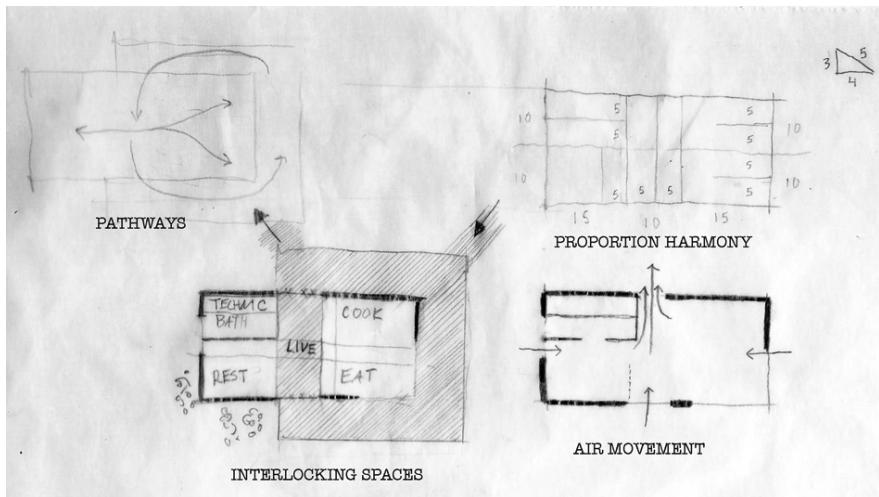 3 5
4
5 5
10 5 5 10
10 5 10
5 5 5 5
15 10 15
PATHWAYS
PROPORTION HARMONY
TECHNIC
BATH
COOK
LIVE
REST
EAT
AIR MOVEMENT
INTERLOCKING SPACES